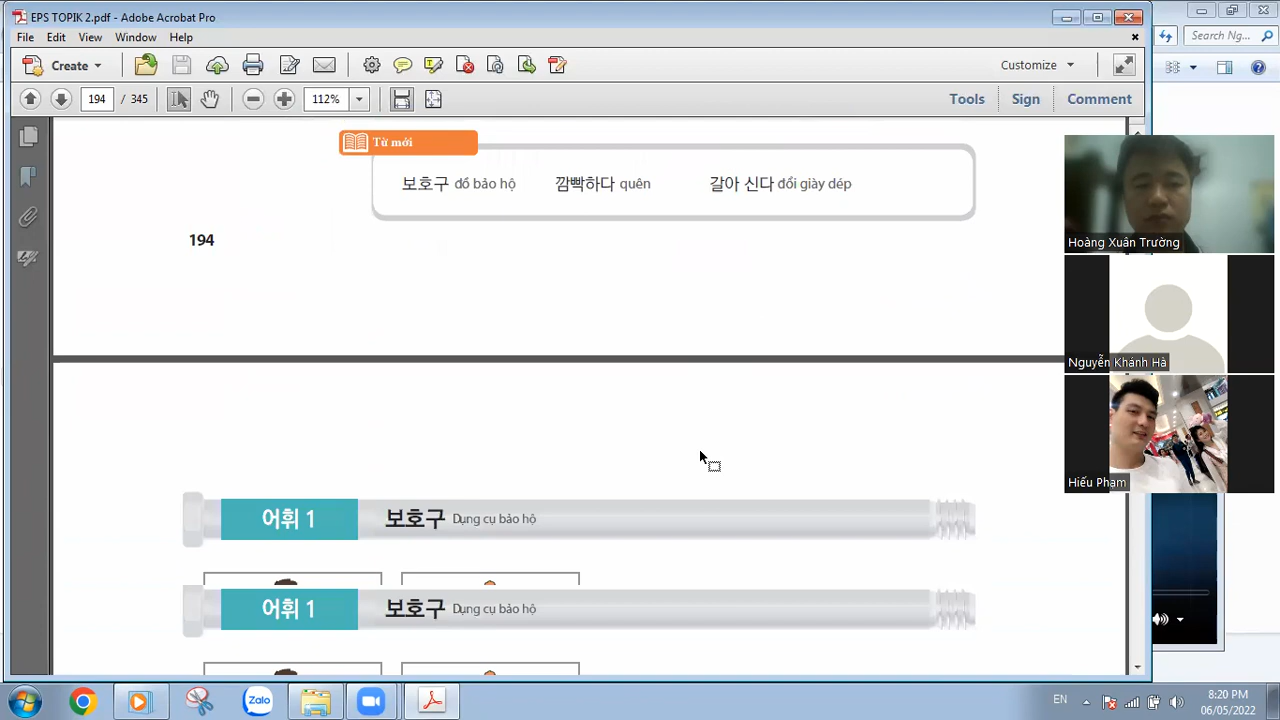 EPS TOPIK 2.pdf - Adobe Acrobat Pro
File Edit View Window Help
Create
Customize
194 / 345
112%
Tools Sign Comment
Search Ng...
Từ mới
보호구 đồ bảo hộ 깜빡하다 quên 갈아 신다 đổi giày dép
194
어휘 1 보호구 Dụng cụ bảo hộ
어휘 1 보호구 Dụng cụ bảo hộ
Hoàng Xuân Trường
Nguyễn Khánh Hà
Hiếu Phạm
Zalo
EN
8:20 PM
06/05/2022